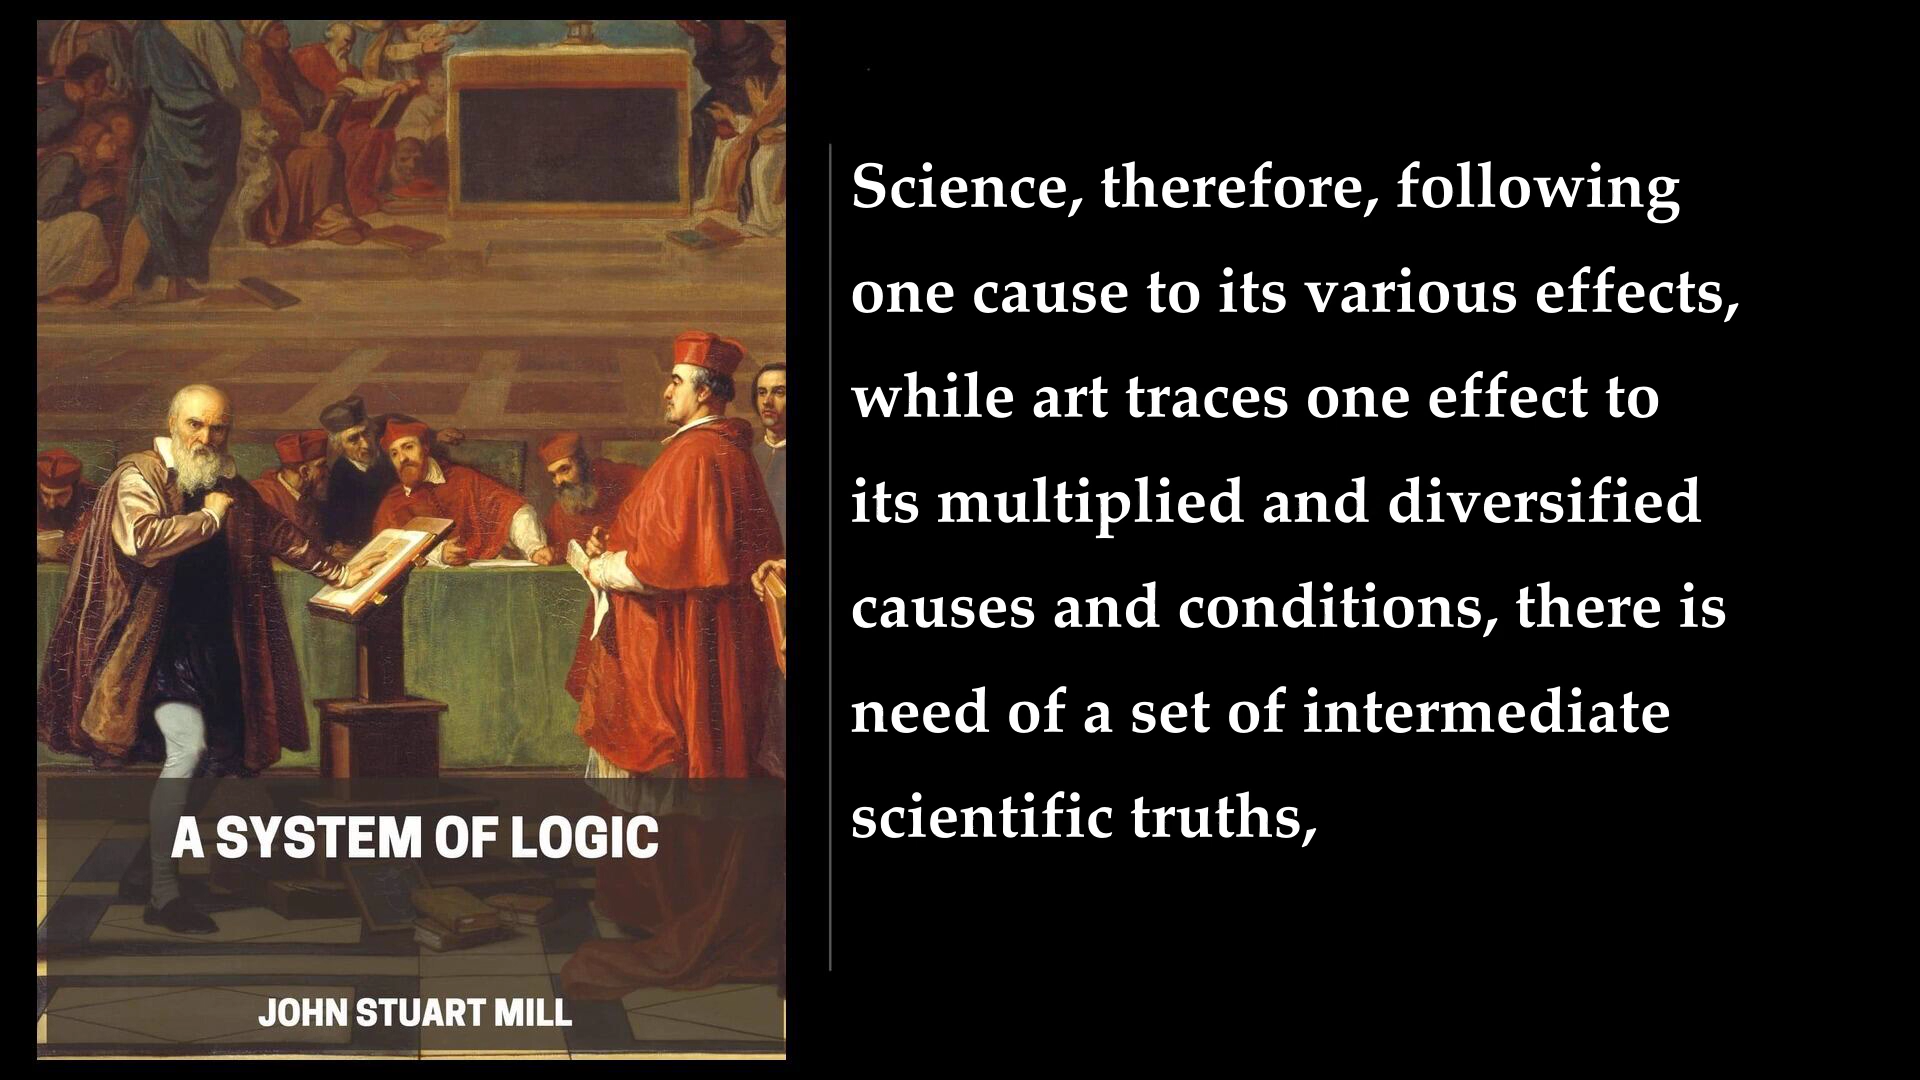 A SYSTEM OF LOGIC
JOHN STUART MILL
Science, therefore, following
one cause to its various effects,
while art traces one effect to
its multiplied and diversified
causes and conditions, there is
need of a set of intermediate
scientific truths,